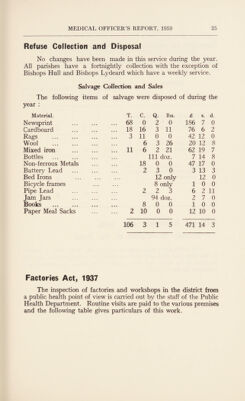 MEDICAL OFFICER'S REPORT, 1959 25
Refuse Collection and Disposal
No changes have been made in this service during the year.
All parishes have a fortnightly collection with the exception of
Bishops Hull and Bishops Lydeard which have a weekly service.
Salvage Collection and Sales
The following items of salvage were disposed of during the
year :
Material. T. C. Q. lbs. £ s. d.
Newsprint ... ... ... 68 0 2 0 186 7 0
Cardboard ... ... ... 18 16 3 11 76 6 2
Rags ... ... ... 3 11 0 0 42 12 0
Wool ... ... ... 6 3 26 20 12 8
Mixed iron ... ... ... 11 6 2 21 62 19 7
Bottles ... ... ... 111 doz. 7 14 8
Non-ferrous Metals ... 18 0 0 47 17 0
Battery Lead ... ... ... 2 3 0 3 13 3
Bed Irons ... ... ... 12 only 12 0
Bicycle frames ... ... 8 only 1 0 0
Pipe Lead ... ... ... 2 2 3 6 2 11
Jam Jars ... ... ... 94 doz. 2 7 0
Books ... ... ... 8 0 0 1 0 0
Paper Meal Sacks ... ... 2 10 0 0 12 10 0
106 3 1 5 471 14 3
Factories Act, 1937
The inspection of factories and workshops in the district from
a public health point of view is carried out by the staff of the Public
Health Department. Routine visits are paid to the various premises
and the following table gives particulars of this work.